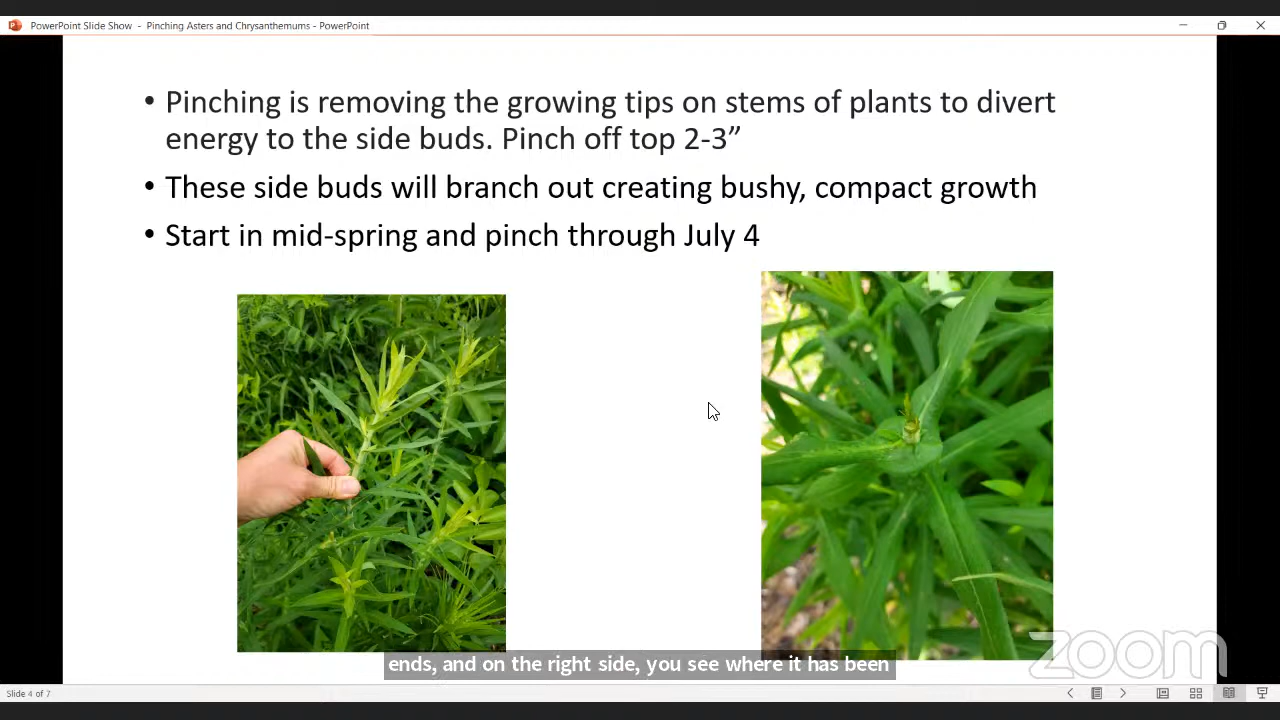 PowerPoint Slide Show - Pinching Asters and Chrysanthemums - PowerPoint
• Pinching is removing the growing tips on stems of plants to divert
energy to the side buds. Pinch off top 2-3”
• These side buds will branch out creating bushy, compact growth
• Start in mid-spring and pinch through July 4
ends, and on the right side, you see where it has been
zoom
Slide 4 of 7